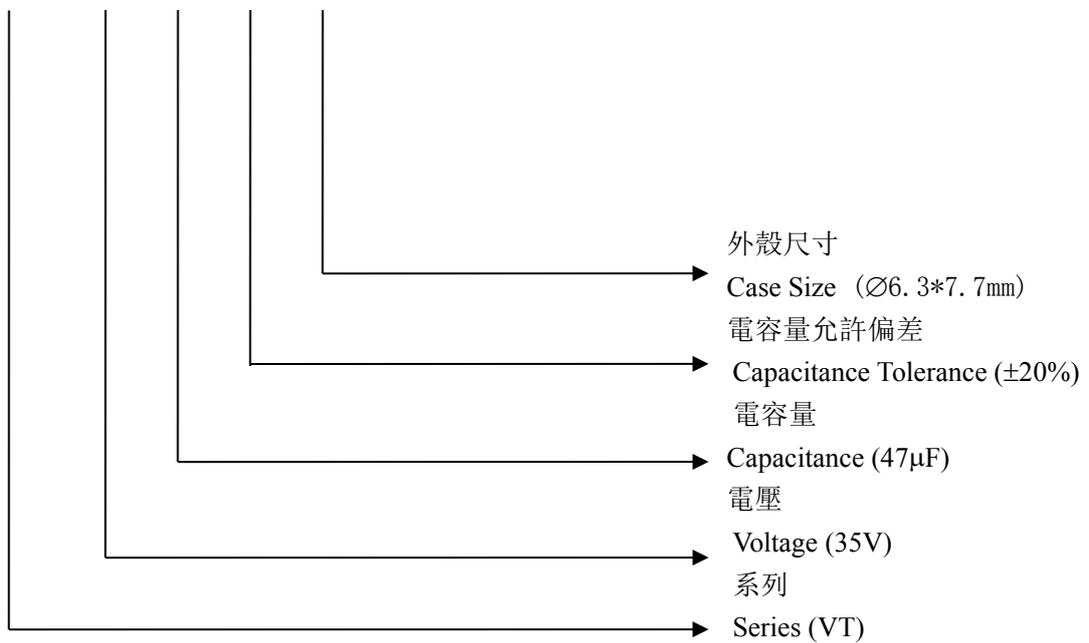 外殼尺寸
Case Size（∅6.3*7.7mm）
電容量允許偏差
Capacitance Tolerance (±20%)
電容量
Capacitance (47μF)
電壓
Voltage (35V)
系列
Series (VT)